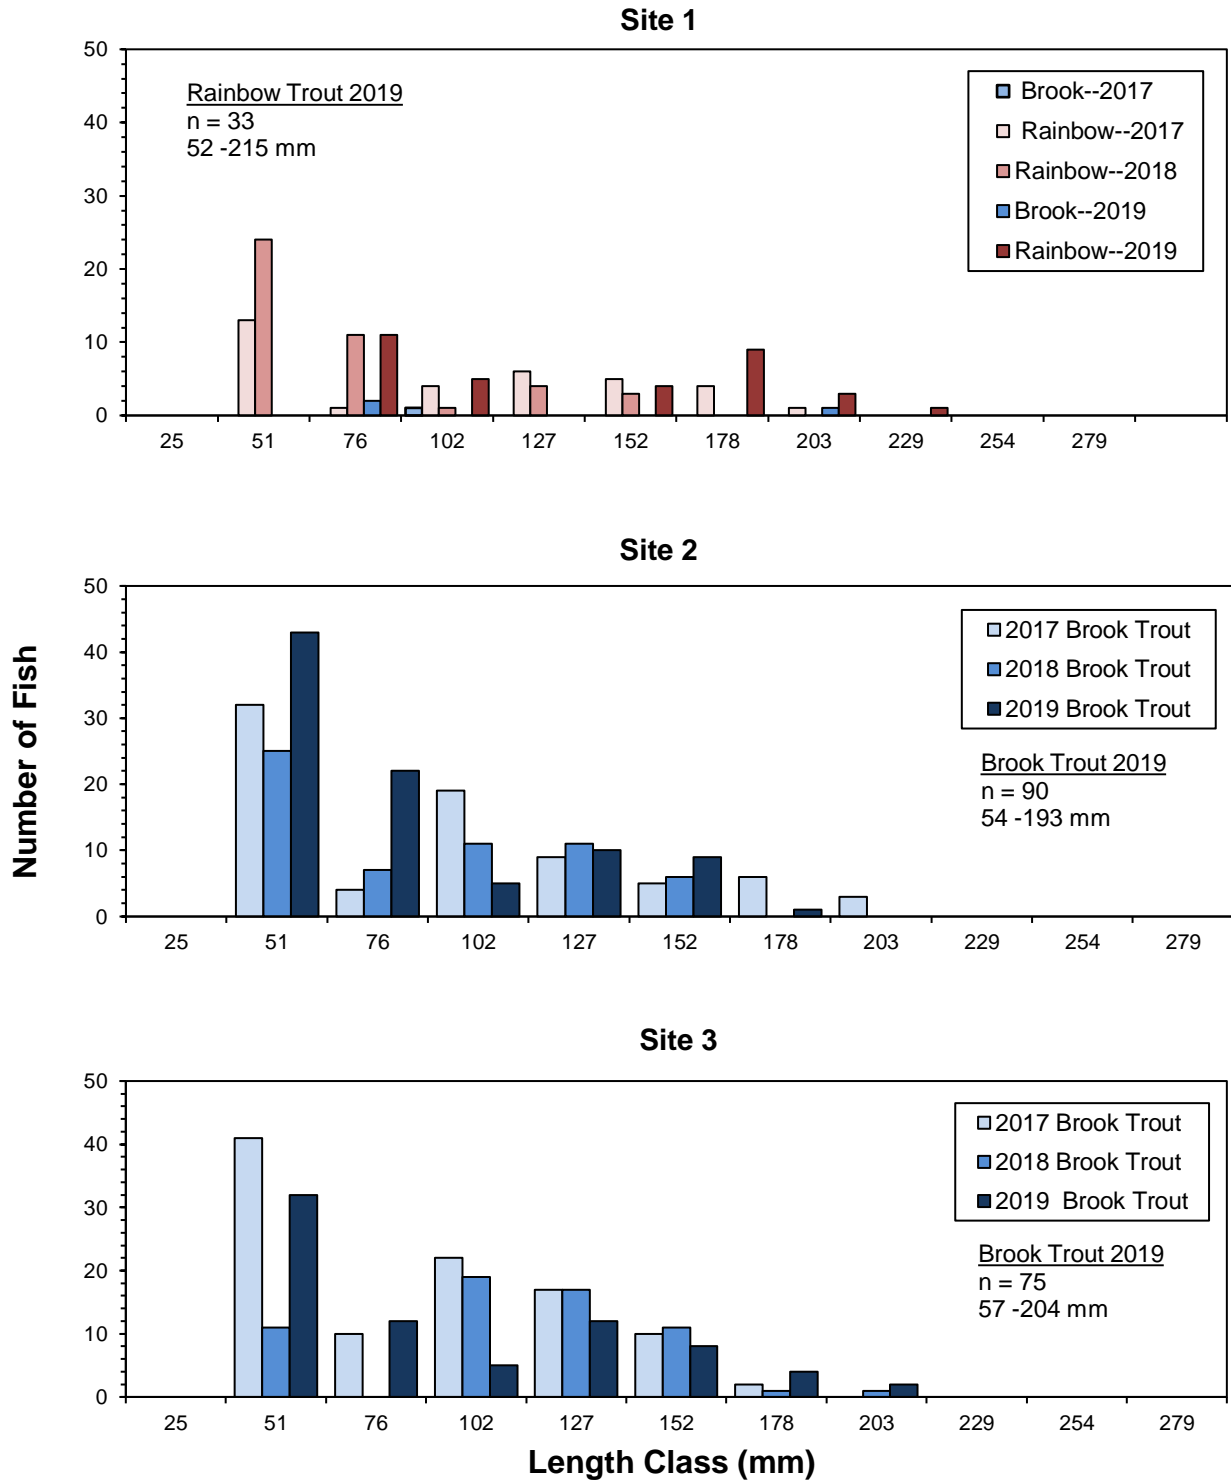 Site 1
50
40
30
20
10
0
Rainbow Trout 2019
n = 33
52 -215 mm
Brook--2017
Rainbow--2017
Rainbow--2018
Brook--2019
Rainbow--2019
25 51 76 102 127 152 178 203 229 254 279
Site 2
Number of Fish
50
40
30
20
10
0
2017 Brook Trout
2018 Brook Trout
2019 Brook Trout
Brook Trout 2019
n = 90
54 -193 mm
25 51 76 102 127 152 178 203 229 254 279
Site 3
50
40
30
20
10
0
2017 Brook Trout
2018 Brook Trout
2019 Brook Trout
Brook Trout 2019
n = 75
57 -204 mm
25 51 76 102 127 152 178 203 229 254 279
Length Class (mm)